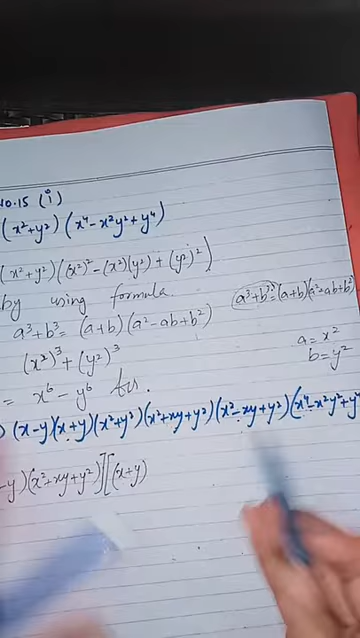 No.15 (i)
(x²+y²)(x⁴-x²y²+y⁴)
(x²+y²)((x²)²-(x²)(y²)+(y²)²)
by using formula.
a³+b³=(a+b)(a²-ab+b²)
a³+b³=(a+b)(a²-ab+b²)
(x²)³+(y²)³
a=x²
b=y²
= x⁶-y⁶
) (x-y)(x+y)(x²+y²)(x²+xy+y²)(x²-xy+y²)(x⁴-x²y²+y⁴
-y)(x²+xy+y²)][(x+y)